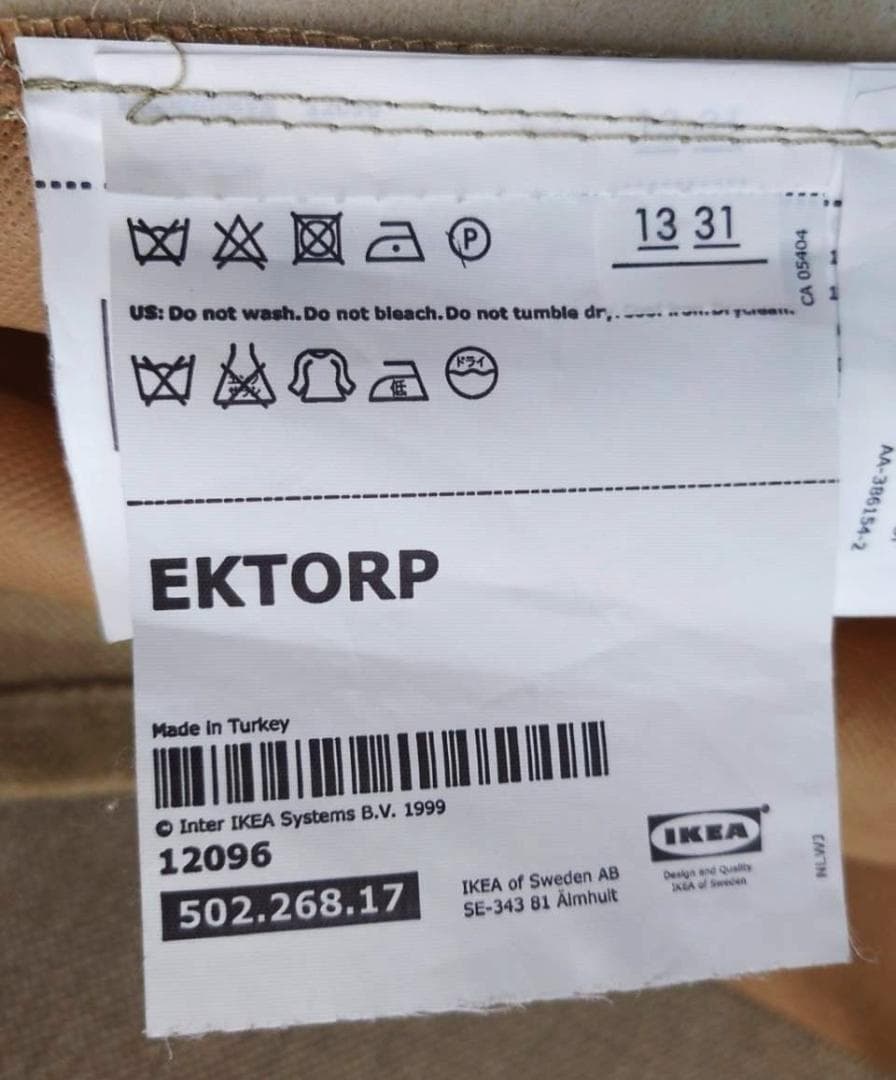 13 31
CA 05404
P
US: Do not wash. Do not bleach. Do not tumble
ドライ
低
AA-386154-2
EKTORP
Made in Turkey
© Inter IKEA Systems B.V. 1999
12096
502.268.17
IKEA of Sweden AB
SE-343 81 Älmhult
IKEA
Design and Quality
IKEA of Sweden
NLWJ